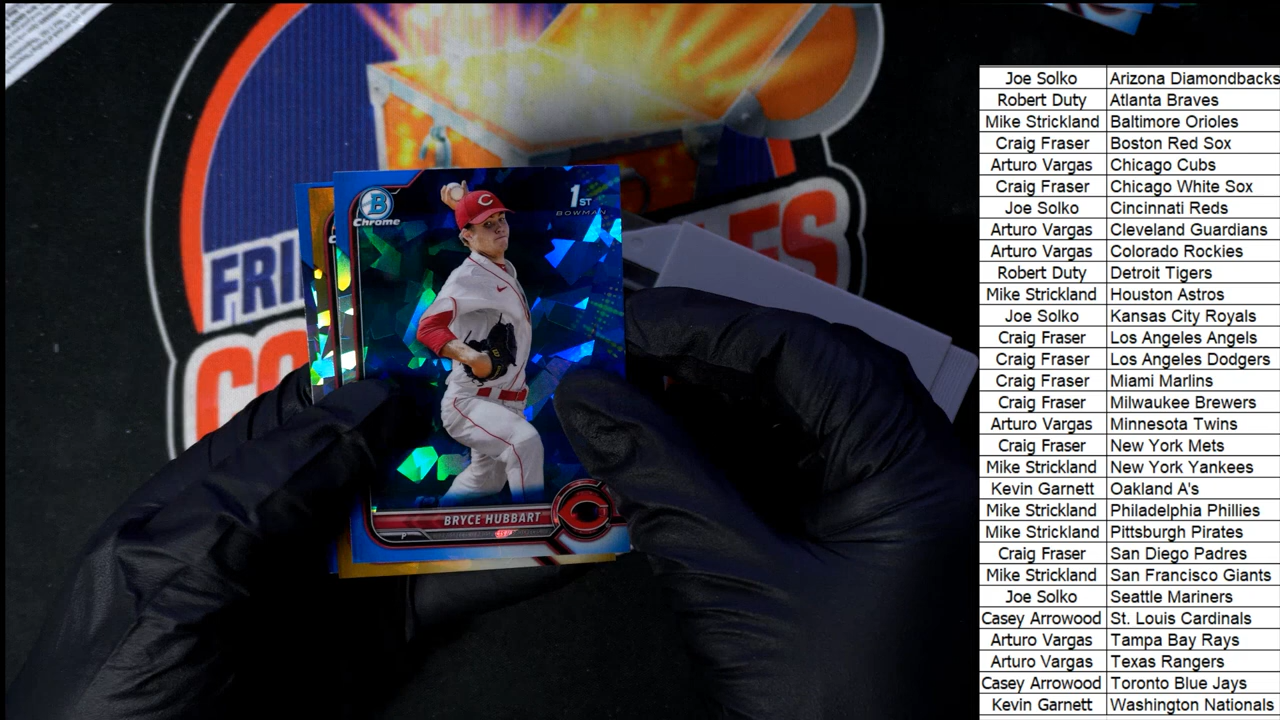 FRI
CO
ES
B
Chrome
1ST
BOWMAN
C
BRYCE HUBBART
P
C
Joe Solko Arizona Diamondbacks
Robert Duty Atlanta Braves
Mike Strickland Baltimore Orioles
Craig Fraser Boston Red Sox
Arturo Vargas Chicago Cubs
Craig Fraser Chicago White Sox
Joe Solko Cincinnati Reds
Arturo Vargas Cleveland Guardians
Arturo Vargas Colorado Rockies
Robert Duty Detroit Tigers
Mike Strickland Houston Astros
Joe Solko Kansas City Royals
Craig Fraser Los Angeles Angels
Craig Fraser Los Angeles Dodgers
Craig Fraser Miami Marlins
Craig Fraser Milwaukee Brewers
Arturo Vargas Minnesota Twins
Craig Fraser New York Mets
Mike Strickland New York Yankees
Kevin Garnett Oakland A's
Mike Strickland Philadelphia Phillies
Mike Strickland Pittsburgh Pirates
Craig Fraser San Diego Padres
Mike Strickland San Francisco Giants
Joe Solko Seattle Mariners
Casey Arrowood St. Louis Cardinals
Arturo Vargas Tampa Bay Rays
Arturo Vargas Texas Rangers
Casey Arrowood Toronto Blue Jays
Kevin Garnett Washington Nationals